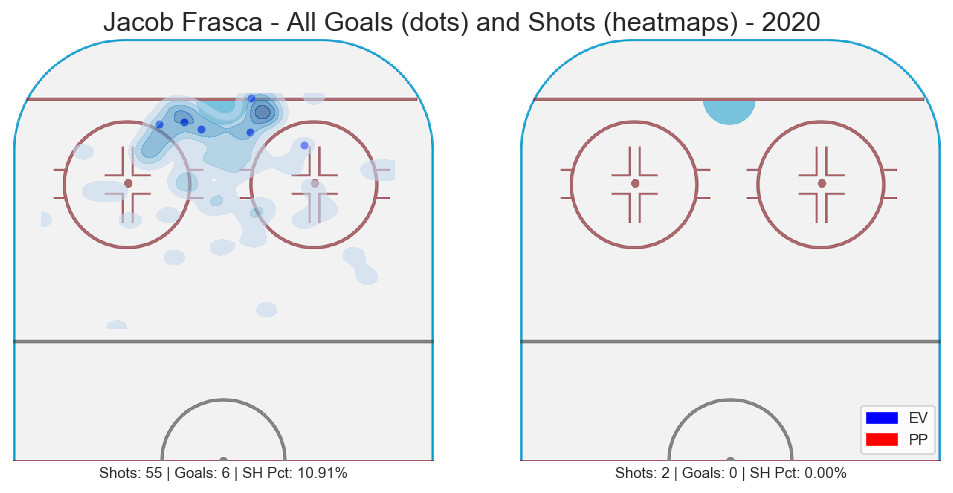 Jacob Frasca - All Goals (dots) and Shots (heatmaps) - 2020
EV
PP
Shots: 55 | Goals: 6 | SH Pct: 10.91%
Shots: 2 | Goals: 0 | SH Pct: 0.00%